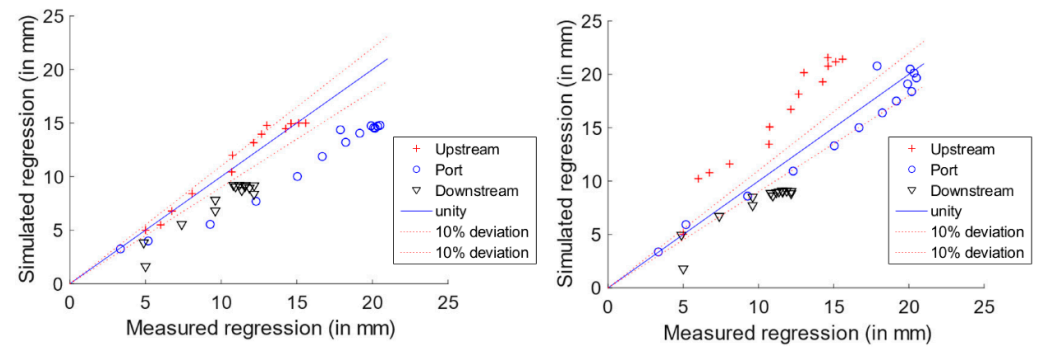 25
20
15
10
5
0
Simulated regression (in mm)
0 5 10 15 20 25
Measured regression (in mm)
Upstream
Port
Downstream
unity
10% deviation
10% deviation
25
20
15
10
5
0
Simulated regression (in mm)
0 5 10 15 20 25
Measured regression (in mm)
Upstream
Port
Downstream
unity
10% deviation
10% deviation